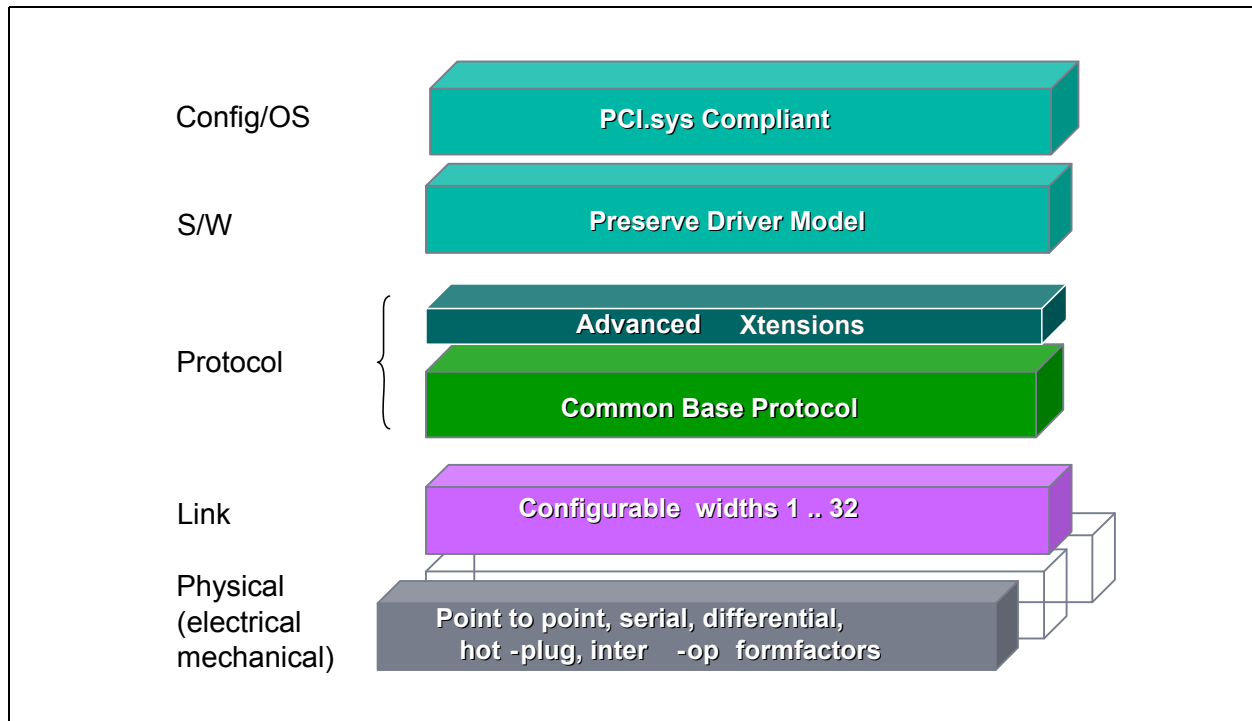 Config/OS
PCI.sys Compliant
S/W
Preserve Driver Model
Protocol
Advanced Xtensions
Common Base Protocol
Link
Configurable widths 1 .. 32
Physical
(electrical
mechanical)
Point to point, serial, differential,
hot -plug, inter -op formfactors